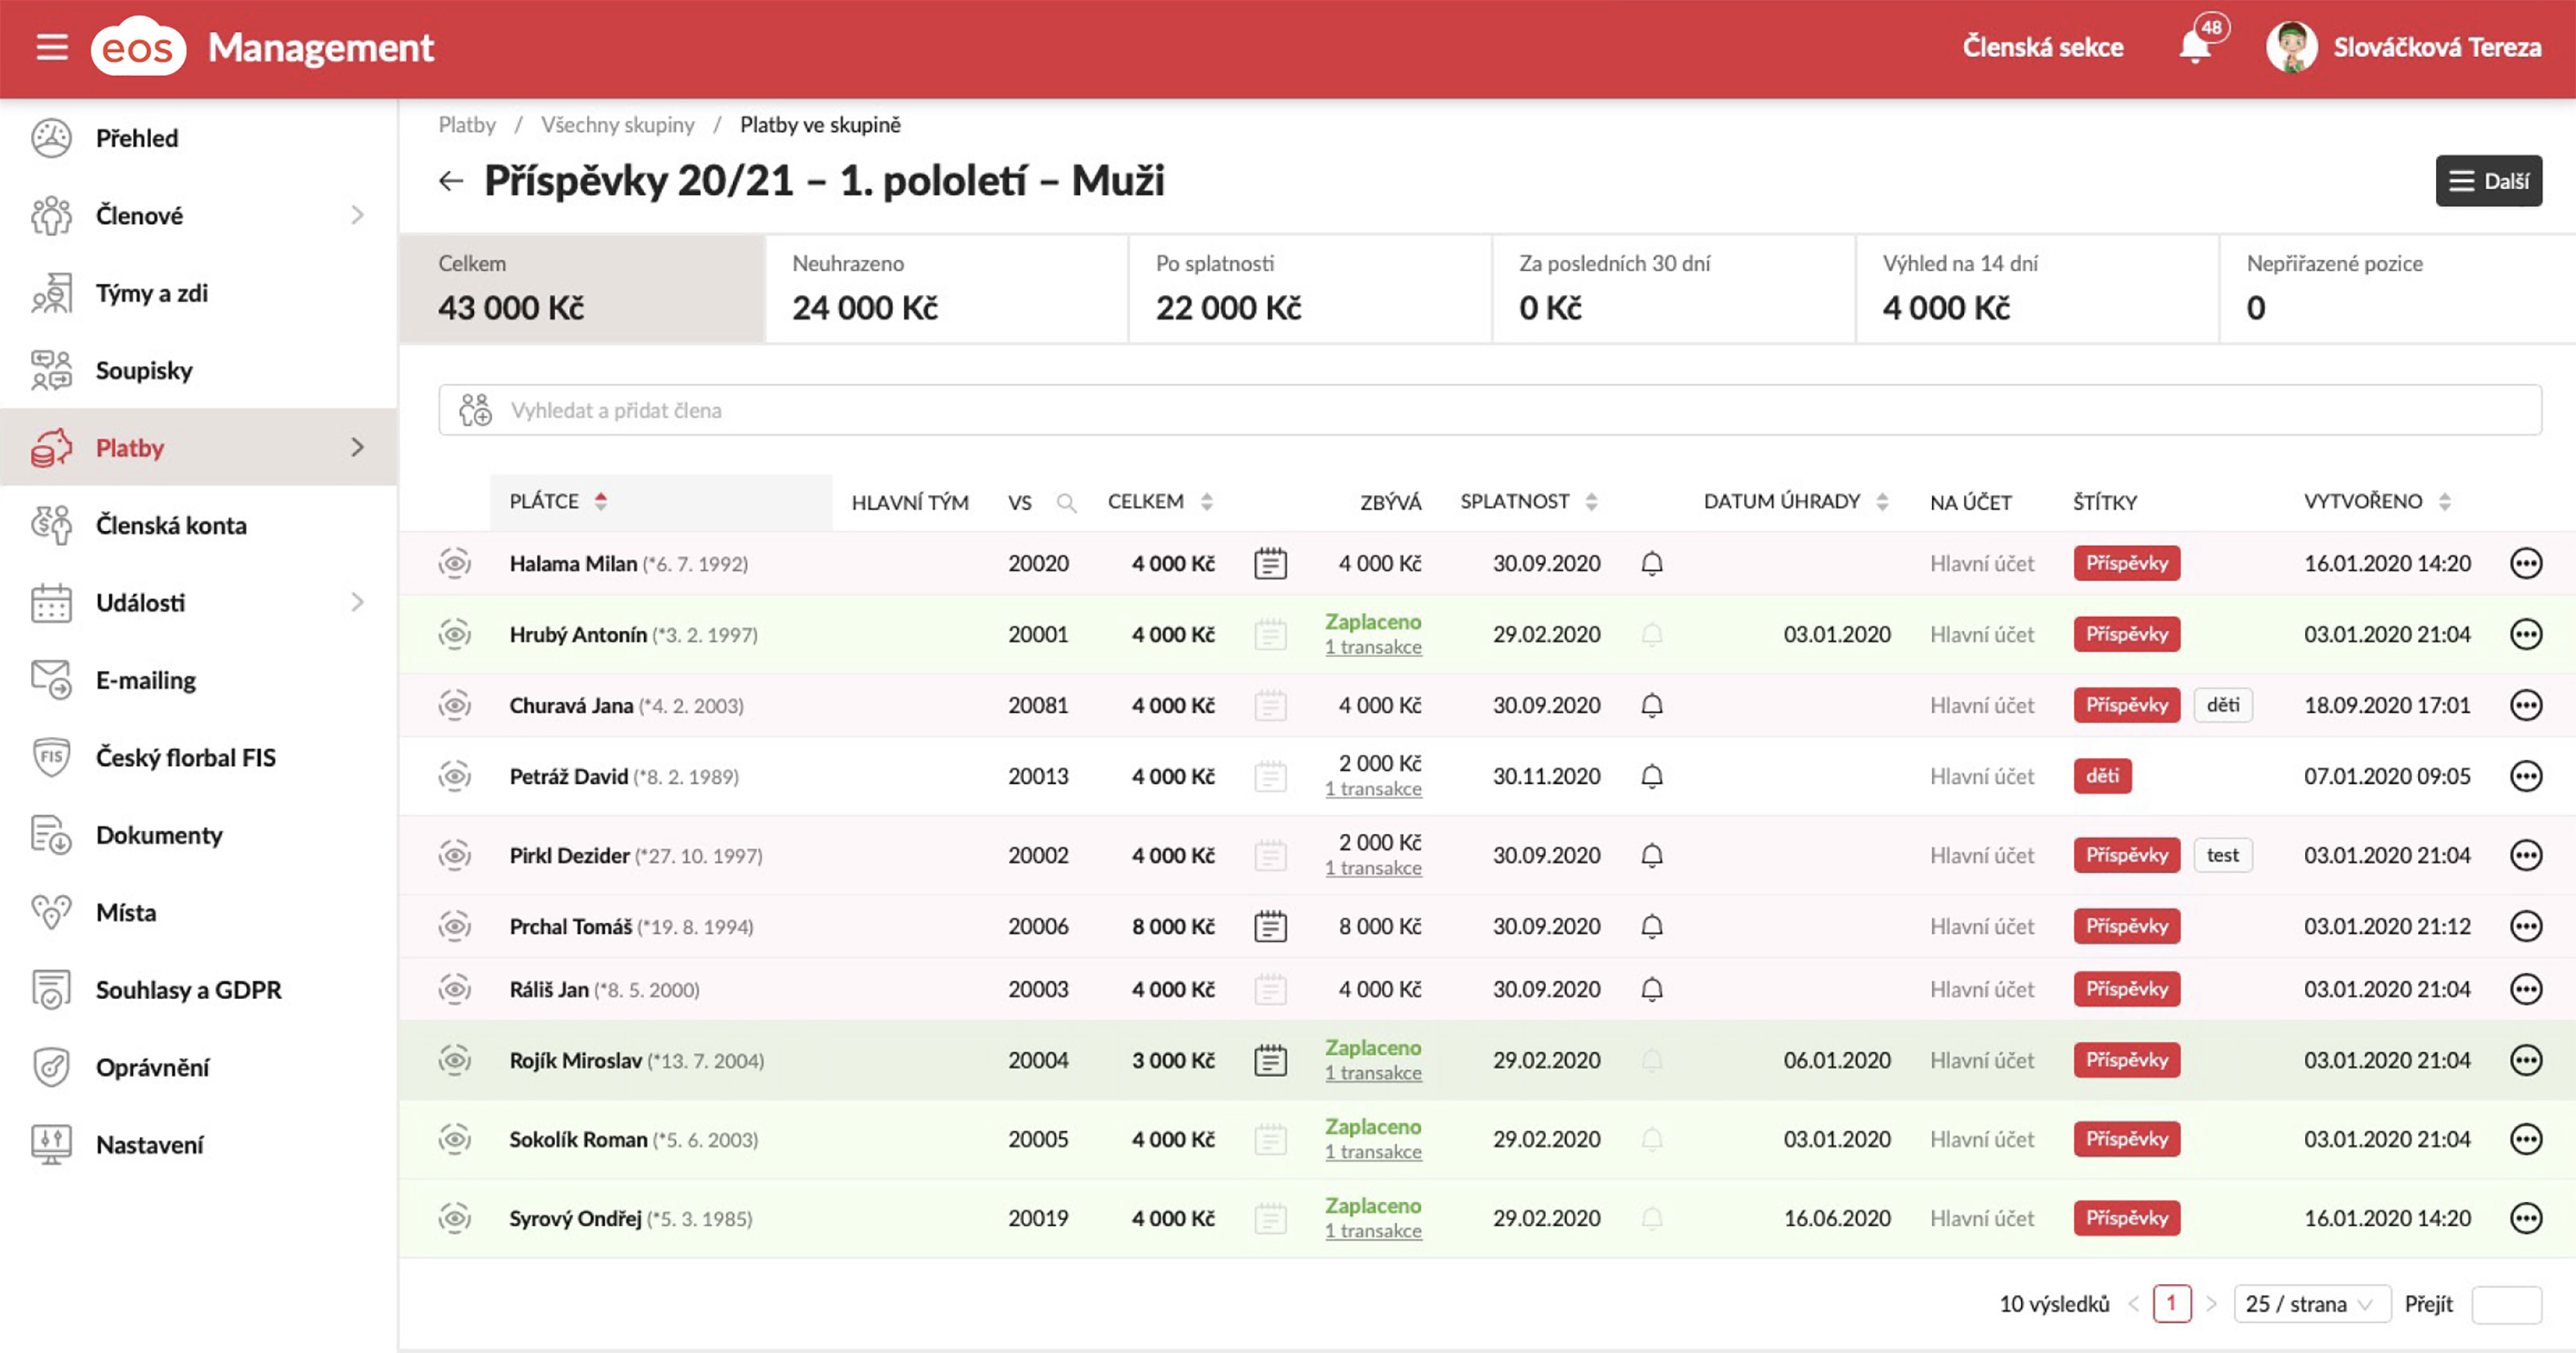 eos Management
Členská sekce
48
Slováčková Tereza
Přehled
Členové
Týmy a zdi
Soupisky
Platby
Členská konta
Události
E-mailing
FIS Český florbal FIS
Dokumenty
Místa
Souhlasy a GDPR
Oprávnění
Nastavení
Platby / Všechny skupiny / Platby ve skupině
← Příspěvky 20/21 – 1. pololetí – Muži
Další
Celkem
43 000 Kč
Neuhrazeno
24 000 Kč
Po splatnosti
22 000 Kč
Za posledních 30 dní
0 Kč
Výhled na 14 dní
4 000 Kč
Nepřiřazené pozice
0
Vyhledat a přidat člena
PLÁTCE HLAVNÍ TÝM VS CELKEM ZBÝVÁ SPLATNOST DATUM ÚHRADY NA ÚČET ŠTÍTKY VYTVOŘENO
Halama Milan (*6. 7. 1992) 20020 4 000 Kč 4 000 Kč 30.09.2020 Hlavní účet Příspěvky 16.01.2020 14:20
Hrubý Antonín (*3. 2. 1997) 20001 4 000 Kč Zaplaceno 29.02.2020 03.01.2020 Hlavní účet Příspěvky 03.01.2020 21:04
1 transakce
Churavá Jana (*4. 2. 2003) 20081 4 000 Kč 4 000 Kč 30.09.2020 Hlavní účet Příspěvky děti 18.09.2020 17:01
Petráž David (*8. 2. 1989) 20013 4 000 Kč 2 000 Kč 30.11.2020 Hlavní účet děti 07.01.2020 09:05
1 transakce
Pirkl Dezider (*27. 10. 1997) 20002 4 000 Kč 2 000 Kč 30.09.2020 Hlavní účet Příspěvky test 03.01.2020 21:04
1 transakce
Prchal Tomáš (*19. 8. 1994) 20006 8 000 Kč 8 000 Kč 30.09.2020 Hlavní účet Příspěvky 03.01.2020 21:12
Ráliš Jan (*8. 5. 2000) 20003 4 000 Kč 4 000 Kč 30.09.2020 Hlavní účet Příspěvky 03.01.2020 21:04
Rojík Miroslav (*13. 7. 2004) 20004 3 000 Kč Zaplaceno 29.02.2020 06.01.2020 Hlavní účet Příspěvky 03.01.2020 21:04
1 transakce
Sokolík Roman (*5. 6. 2003) 20005 4 000 Kč Zaplaceno 29.02.2020 03.01.2020 Hlavní účet Příspěvky 03.01.2020 21:04
1 transakce
Syrový Ondřej (*5. 3. 1985) 20019 4 000 Kč Zaplaceno 29.02.2020 16.06.2020 Hlavní účet Příspěvky 16.01.2020 14:20
1 transakce
10 výsledků < 1 > 25 / strana Přejít